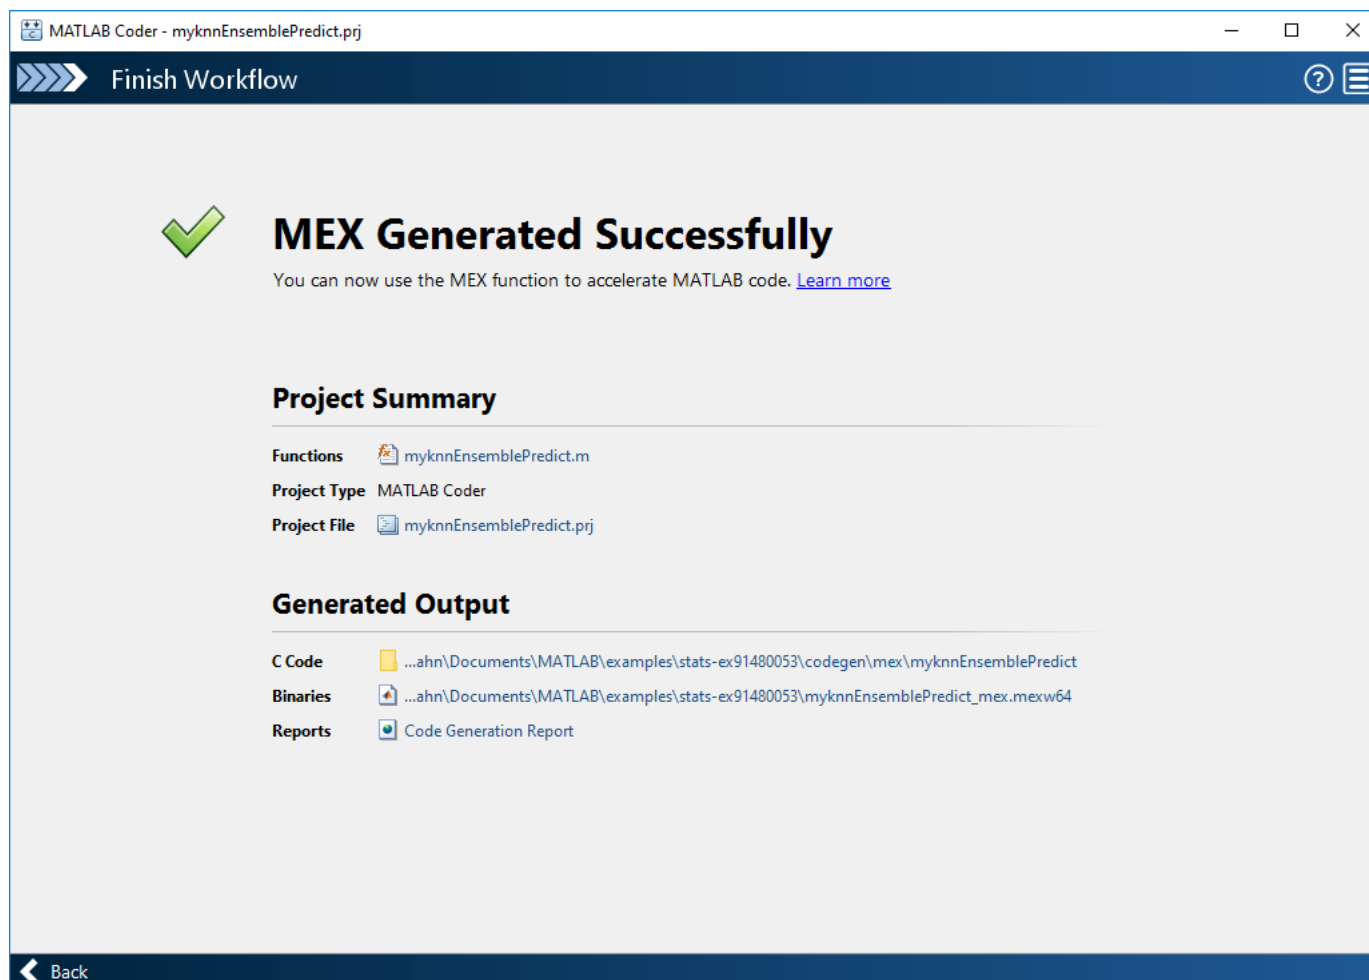 MATLAB Coder - myknnEnsemblePredict.prj
Finish Workflow
MEX Generated Successfully
You can now use the MEX function to accelerate MATLAB code. Learn more
Project Summary
Functions myknnEnsemblePredict.m
Project Type MATLAB Coder
Project File myknnEnsemblePredict.prj
Generated Output
C Code ...ahn\Documents\MATLAB\examples\stats-ex91480053\codegen\mex\myknnEnsemblePredict
Binaries ...ahn\Documents\MATLAB\examples\stats-ex91480053\myknnEnsemblePredict_mex.mexw64
Reports Code Generation Report
Back